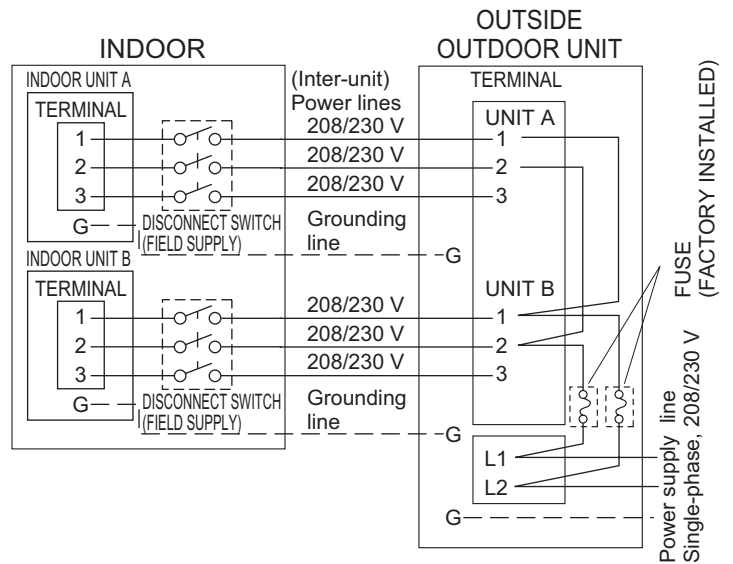 INDOOR
OUTSIDE
OUTDOOR UNIT
INDOOR UNIT A
TERMINAL
1
2
3
G
DISCONNECT SWITCH
(FIELD SUPPLY)
(Inter-unit)
Power lines
208/230 V
208/230 V
208/230 V
Grounding
line
TERMINAL
UNIT A
1
2
3
G
INDOOR UNIT B
TERMINAL
1
2
3
G
DISCONNECT SWITCH
(FIELD SUPPLY)
208/230 V
208/230 V
208/230 V
Grounding
line
UNIT B
1
2
3
G
L1
L2
G
FUSE
(FACTORY INSTALLED)
Power supply line
Single-phase, 208/230 V